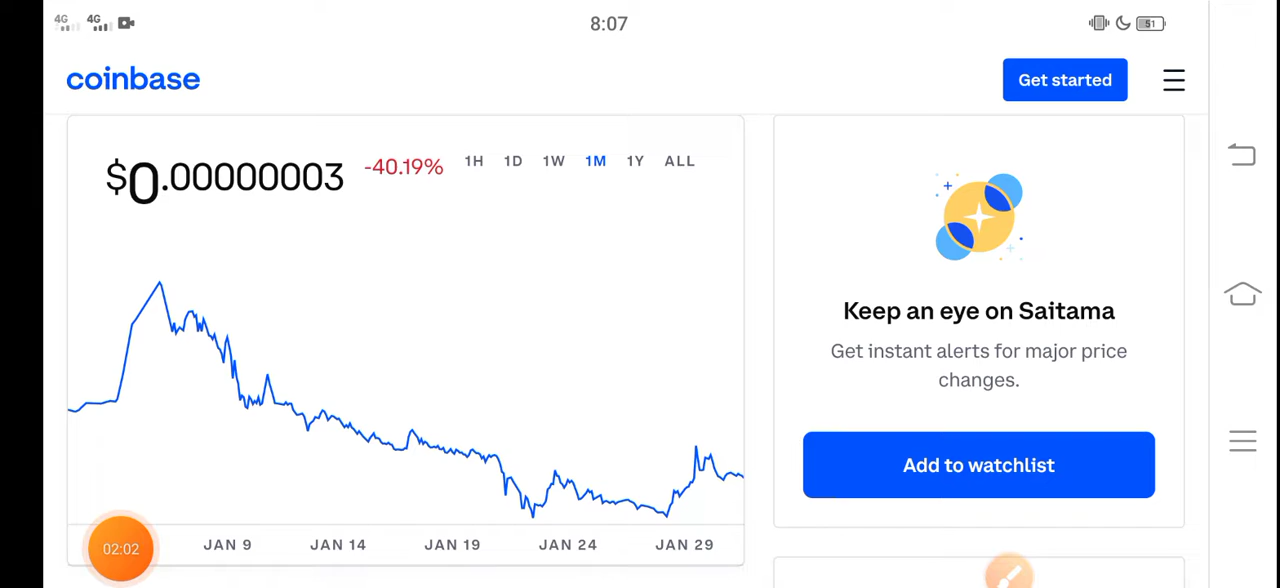 4G 4G 8:07 51
coinbase Get started
$0.00000003 -40.19% 1H 1D 1W 1M 1Y ALL
Keep an eye on Saitama
Get instant alerts for major price
changes.
Add to watchlist
JAN 9 JAN 14 JAN 19 JAN 24 JAN 29
02:02